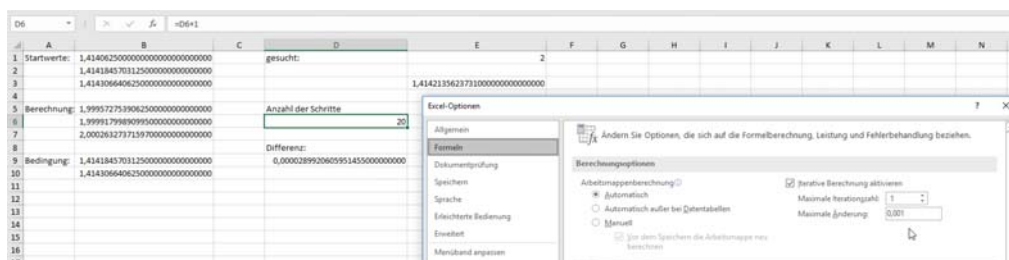 D6 =D6+1
A B C D E F G H I J K L M N
1 Startwerte: 1,4140625000000000000000000 gesucht: 2
2 1,4141845703125000000000000
3 1,4143066406250000000000000 1,4142135623731000000000000
4
5 Berechnung: 1,9995727539062500000000000 Anzahl der Schritte
6 1,9999179989099500000000000 20
7 2,0002632737159700000000000
8 Differenz:
9 Bedingung: 1,4141845703125000000000000 0,0000289920605951455000000000
10 1,4143066406250000000000000
11
12
13
14
15
16
Excel-Optionen ? ×
Allgemein
Formeln
Dokumentprüfung
Speichern
Sprache
Erleichterte Bedienung
Erweitert
Menüband anpassen
Ändern Sie Optionen, die sich auf die Formelberechnung, Leistung und Fehlerbehandlung beziehen.
Berechnungsoptionen
Arbeitsmappenberechnung
Automatisch
Automatisch außer bei Datentabellen
Manuell
Vor dem Speichern die Arbeitsmappe neu berechnen
Iterative Berechnung aktivieren
Maximale Iterationszahl: 1
Maximale Änderung: 0,001